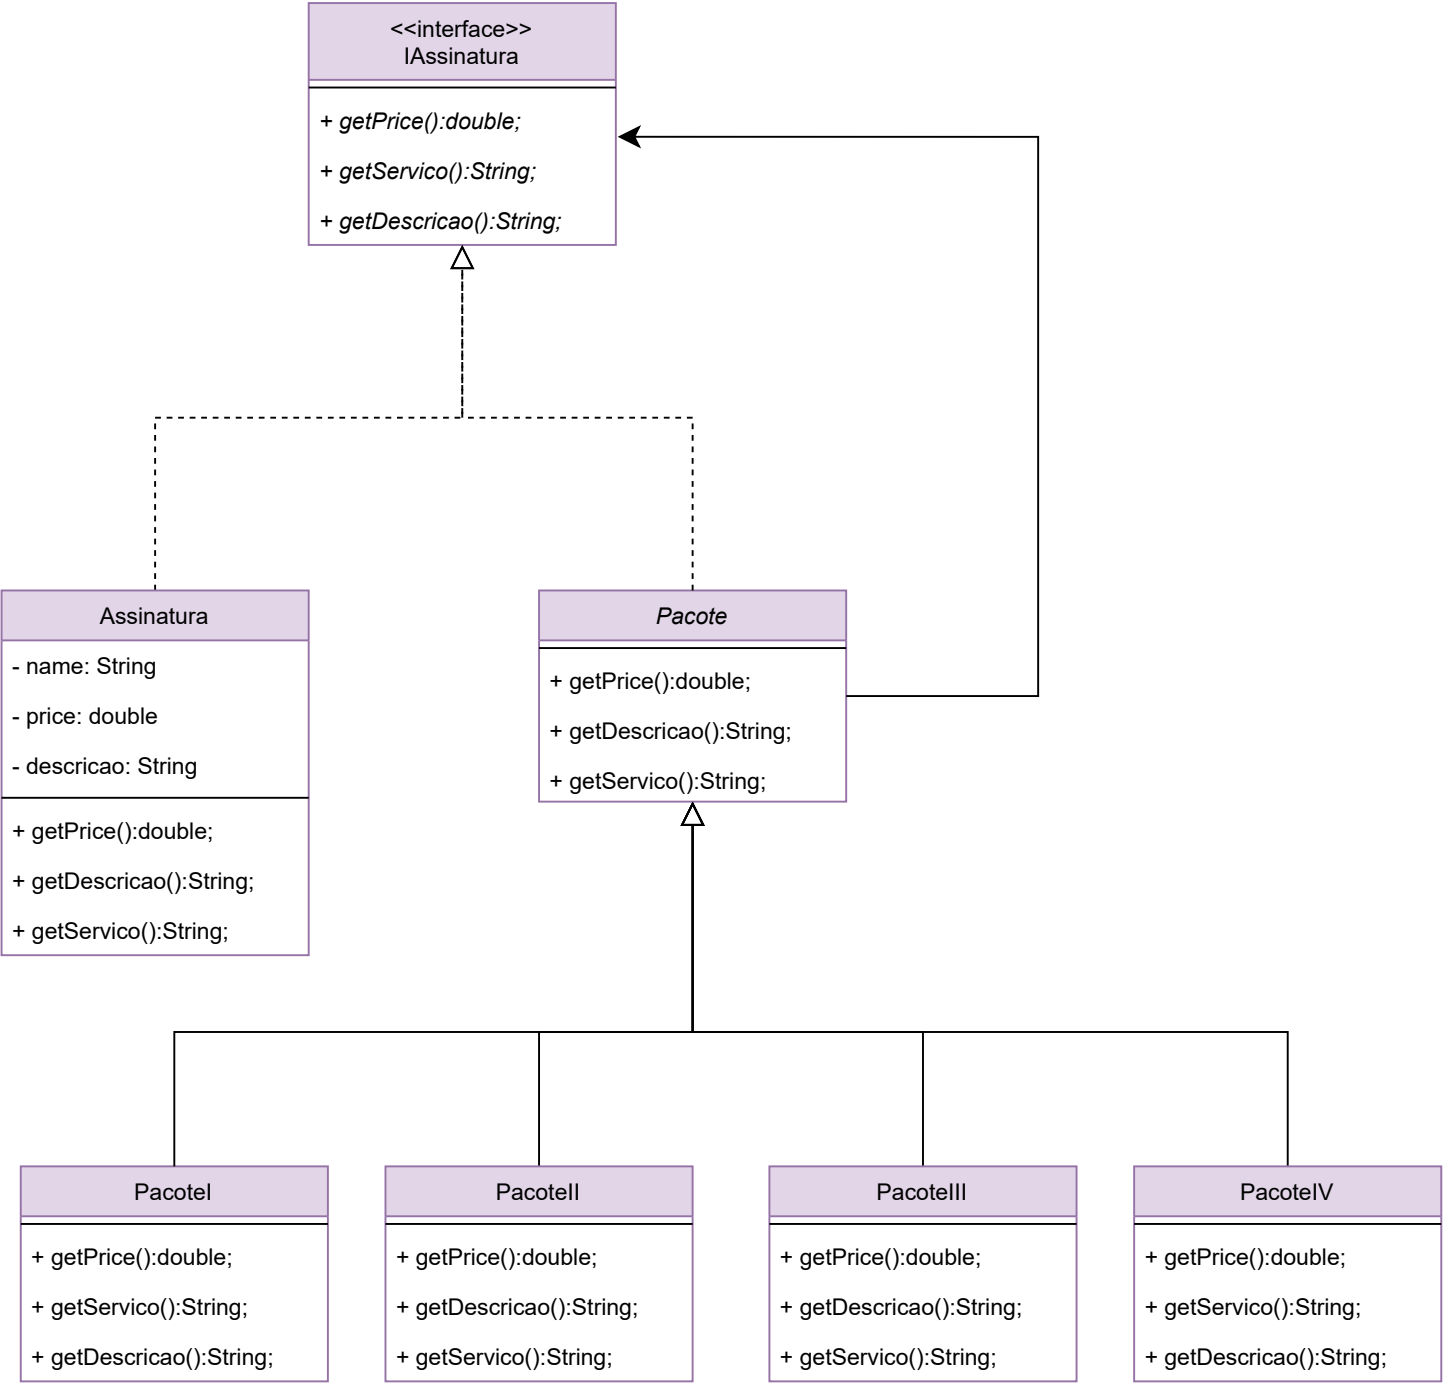 <<interface>>
IAssinatura
+ getPrice():double;
+ getServico():String;
+ getDescricao():String;
Assinatura
- name: String
- price: double
- descricao: String
+ getPrice():double;
+ getDescricao():String;
+ getServico():String;
Pacote
+ getPrice():double;
+ getDescricao():String;
+ getServico():String;
PacoteI
+ getPrice():double;
+ getServico():String;
+ getDescricao():String;
PacoteII
+ getPrice():double;
+ getDescricao():String;
+ getServico():String;
PacoteIII
+ getPrice():double;
+ getDescricao():String;
+ getServico():String;
PacoteIV
+ getPrice():double;
+ getServico():String;
+ getDescricao():String;